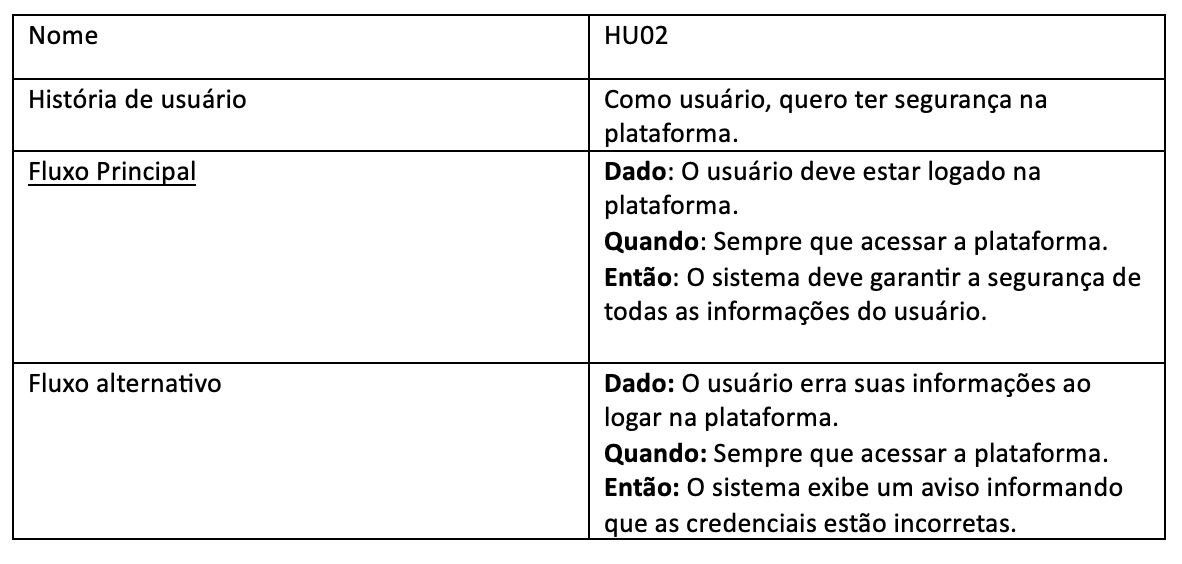 Nome
HU02
História de usuário
Como usuário, quero ter segurança na
plataforma.
Fluxo Principal
Dado: O usuário deve estar logado na
plataforma.
Quando: Sempre que acessar a plataforma.
Então: O sistema deve garantir a segurança de
todas as informações do usuário.
Fluxo alternativo
Dado: O usuário erra suas informações ao
logar na plataforma.
Quando: Sempre que acessar a plataforma.
Então: O sistema exibe um aviso informando
que as credenciais estão incorretas.